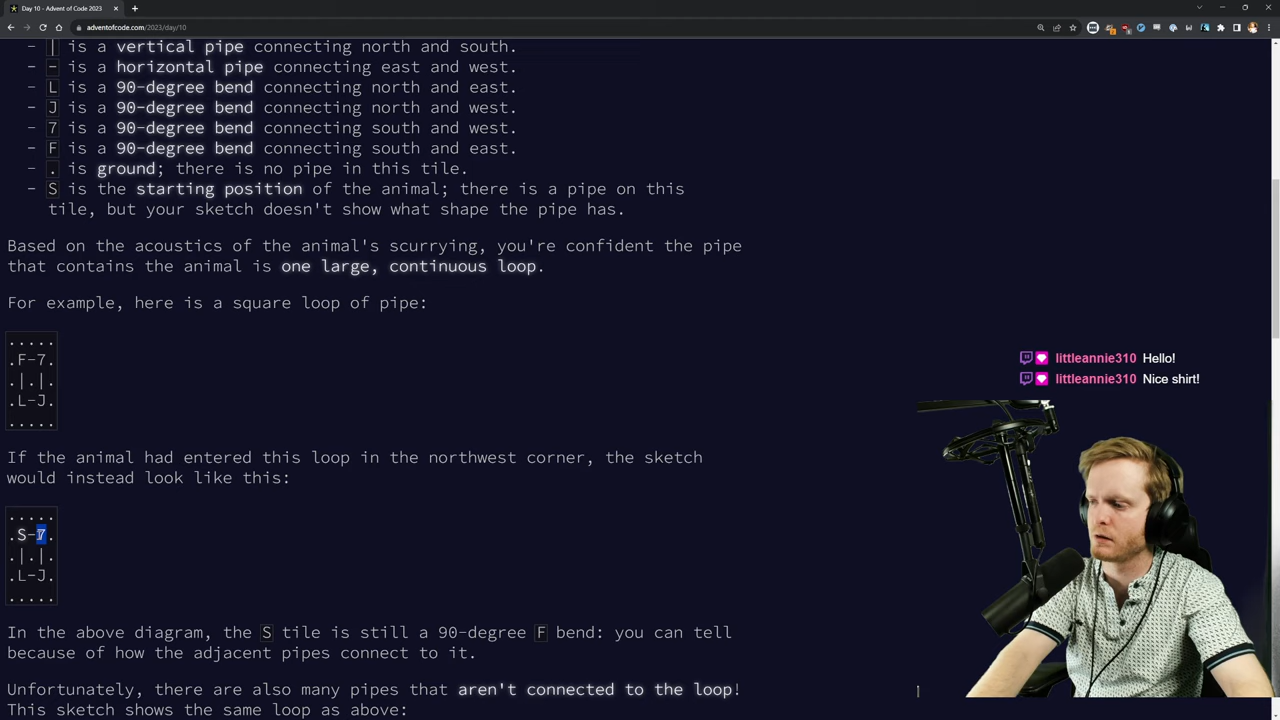 Day 10 - Advent of Code 2023
adventofcode.com/2023/day/10
- | is a vertical pipe connecting north and south.
- - is a horizontal pipe connecting east and west.
- L is a 90-degree bend connecting north and east.
- J is a 90-degree bend connecting north and west.
- 7 is a 90-degree bend connecting south and west.
- F is a 90-degree bend connecting south and east.
- . is ground; there is no pipe in this tile.
- S is the starting position of the animal; there is a pipe on this
tile, but your sketch doesn't show what shape the pipe has.
Based on the acoustics of the animal's scurrying, you're confident the pipe
that contains the animal is one large, continuous loop.
For example, here is a square loop of pipe:
.....
.F-7.
.|.|.
.L-J.
.....
littleannie310 Hello!
littleannie310 Nice shirt!
If the animal had entered this loop in the northwest corner, the sketch
would instead look like this:
.....
.S-7.
.|.|.
.L-J.
.....
In the above diagram, the S tile is still a 90-degree F bend: you can tell
because of how the adjacent pipes connect to it.
Unfortunately, there are also many pipes that aren't connected to the loop!
This sketch shows the same loop as above: